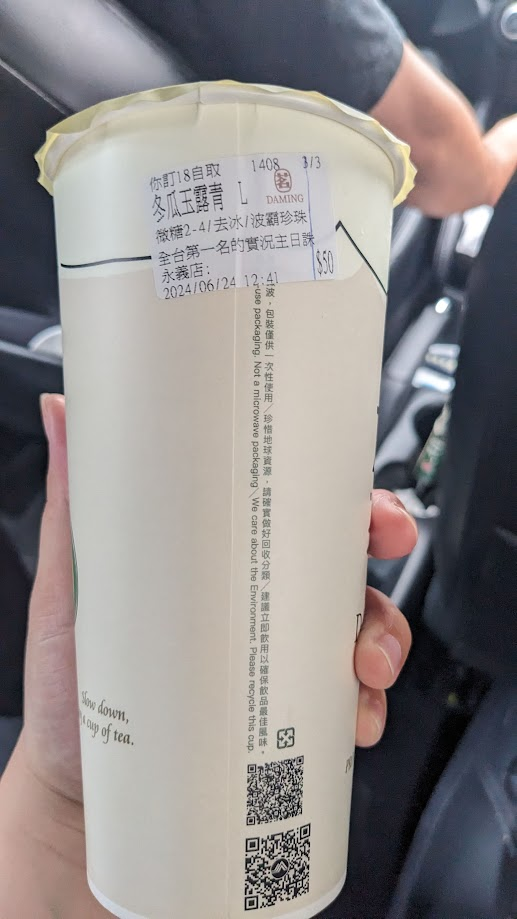 你訂18自取 1408 3/3
茗
DAMING
冬瓜玉露青 L
微糖2-4/去冰/波霸珍珠
全台第一名的實況主日誅
永義店:
$50
2024/06/24 12:41
波,包裝僅供一次性使用/珍惜地球資源,請確實做好回收分類/建議立即飲用以確保飲品最佳風味。
use packaging. Not a microwave packaging/We care about the Environment. Please recycle this cup.
Slow down,
a cup of tea.